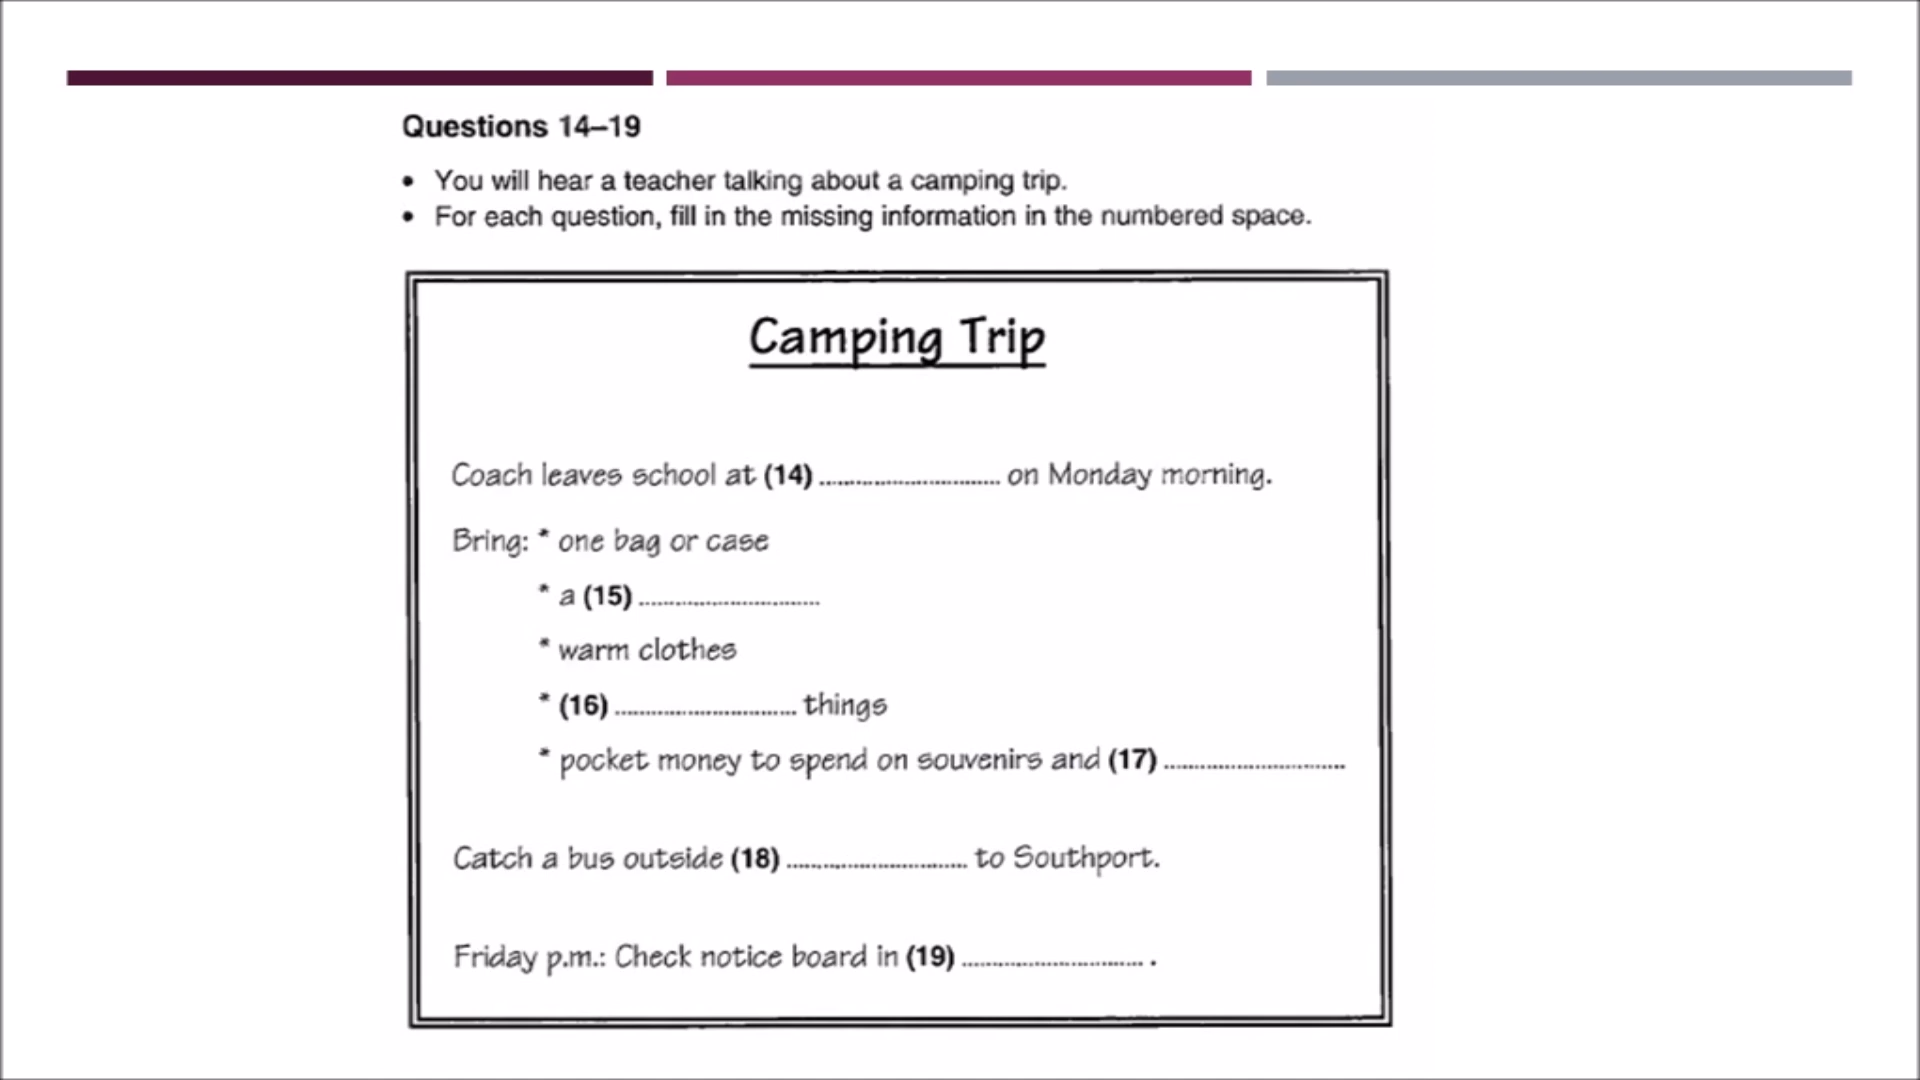 Questions 14–19
• You will hear a teacher talking about a camping trip.
• For each question, fill in the missing information in the numbered space.
Camping Trip
Coach leaves school at (14) .............................. on Monday morning.
Bring: * one bag or case
* a (15) ..............................
* warm clothes
* (16) .............................. things
* pocket money to spend on souvenirs and (17) ..............................
Catch a bus outside (18) .............................. to Southport.
Friday p.m.: Check notice board in (19) .............................. .